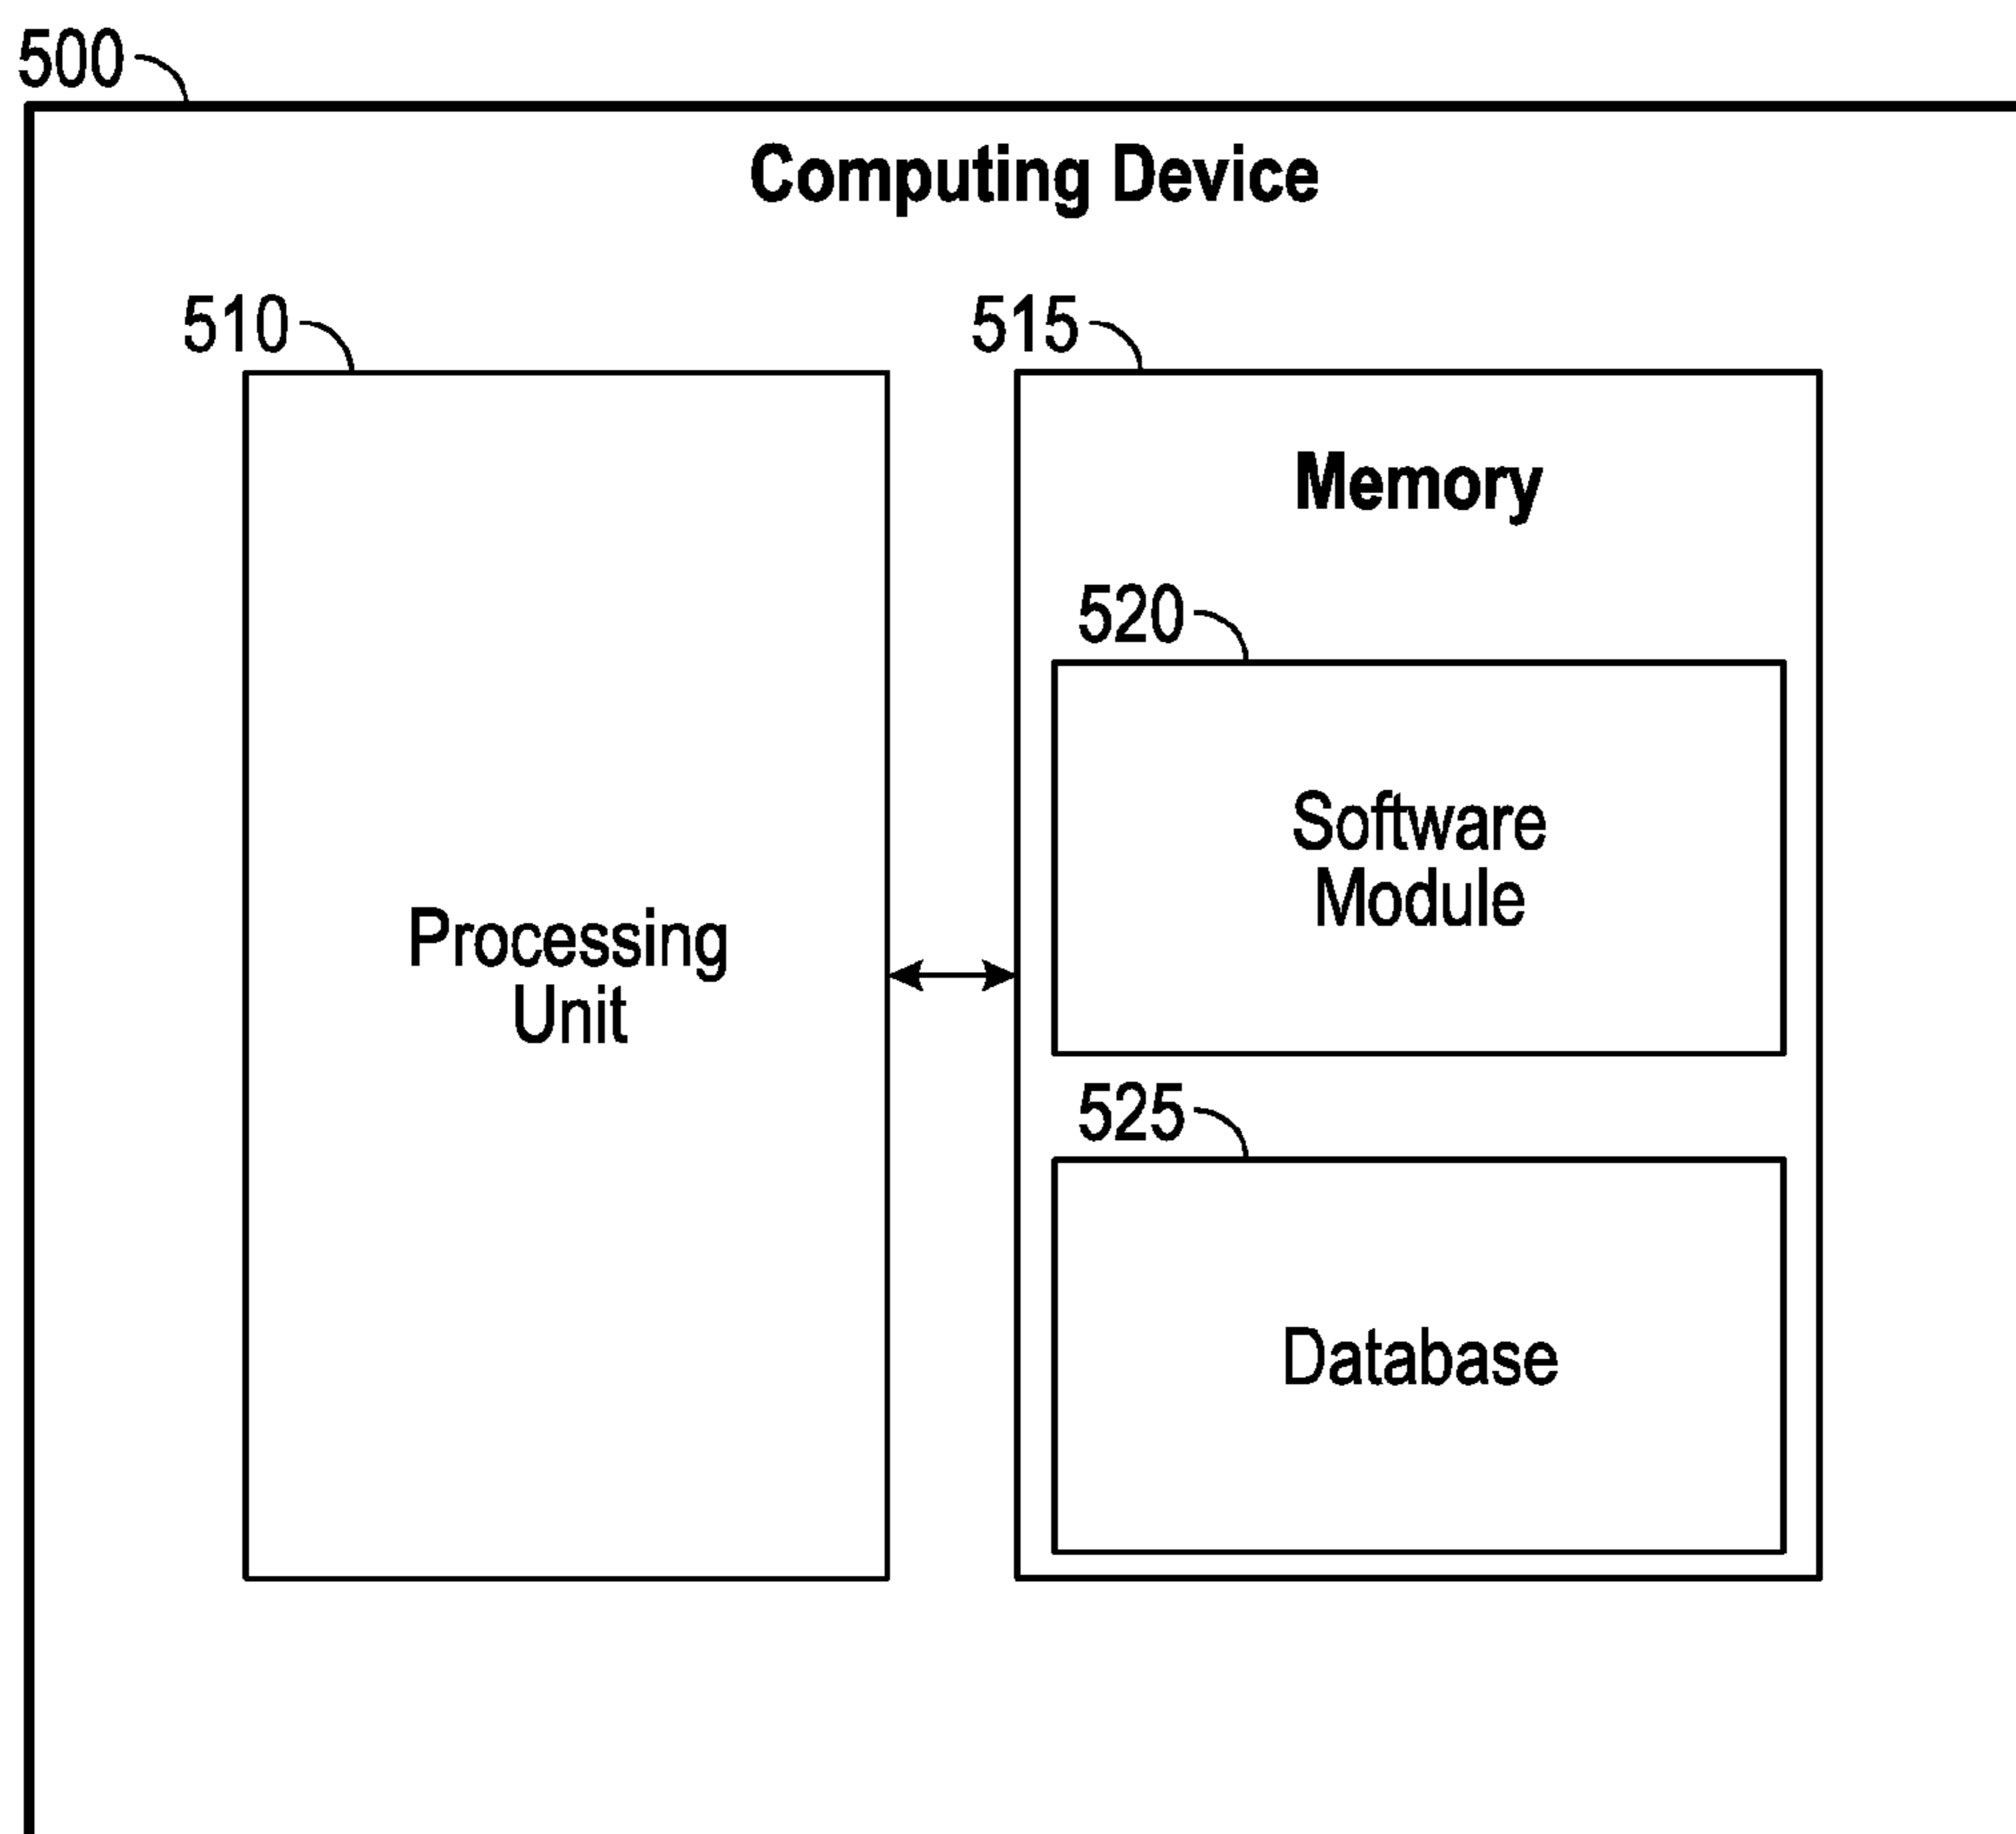 500
Computing Device
510
515
Memory
520
Software
Module
Processing
Unit
525
Database